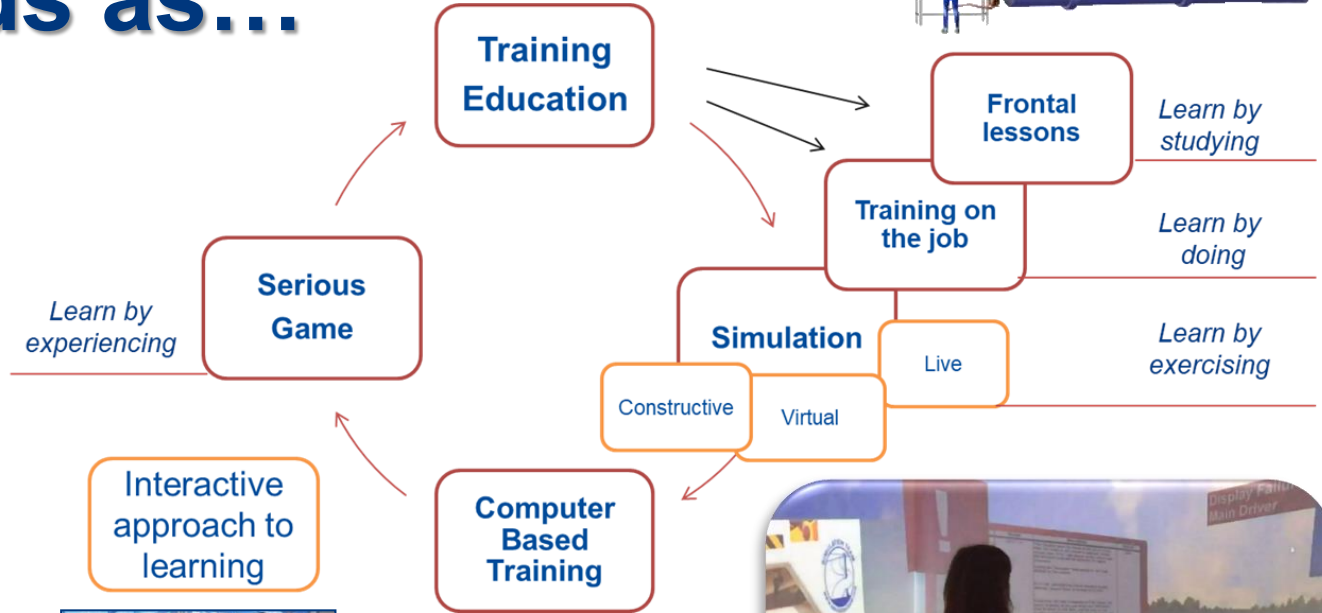 as…
Training
Education
Frontal
lessons
Learn by
studying
Training on
the job
Learn by
doing
Serious
Game
Learn by
experiencing
Simulation
Live
Learn by
exercising
Constructive
Virtual
Interactive
approach to
learning
Computer
Based
Training
Display Failure
Main Driver